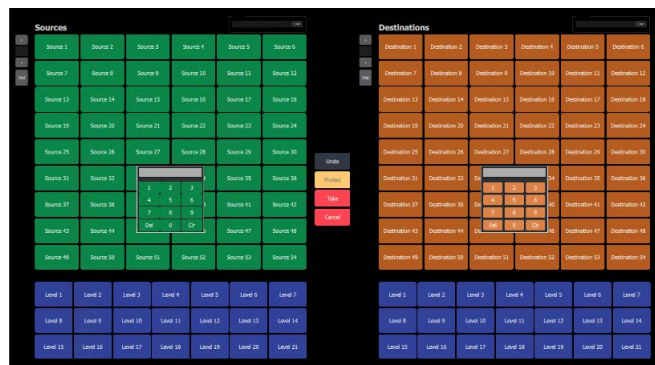 Sources
Destinations
Source 1 Source 2 Source 3 Source 4 Source 5 Source 6
Destination 1 Destination 2 Destination 3 Destination 4 Destination 5 Destination 6
Source 7 Source 8 Source 9 Source 10 Source 11 Source 12
Destination 7 Destination 8 Destination 9 Destination 10 Destination 11 Destination 12
Source 13 Source 14 Source 15 Source 16 Source 17 Source 18
Destination 13 Destination 14 Destination 15 Destination 16 Destination 17 Destination 18
Source 19 Source 20 Source 21 Source 22 Source 23 Source 24
Destination 19 Destination 20 Destination 21 Destination 22 Destination 23 Destination 24
Source 25 Source 26 Source 27 Source 28 Source 29 Source 30
Destination 25 Destination 26 Destination 27 Destination 28 Destination 29 Destination 30
Undo
Source 31 Source 32 Source 35 Source 36
Destination 31 Destination 32 De 34 Destination 35 Destination 36
Protect
1 2 3
1 2 3
Take
Source 37 Source 38 Source 41 Source 42
4 5 6
Destination 37 Destination 38 De 40 Destination 41 Destination 42
4 5 6
7 8 9
7 8 9
Cancel
Del 0 Clr
Del 0 Clr
Source 43 Source 44 Source 47 Source 48
Destination 43 Destination 44 De 46 Destination 47 Destination 48
Source 49 Source 50 Source 51 Source 52 Source 53 Source 54
Destination 49 Destination 50 Destination 51 Destination 52 Destination 53 Destination 54
Level 1 Level 2 Level 3 Level 4 Level 5 Level 6 Level 7
Level 1 Level 2 Level 3 Level 4 Level 5 Level 6 Level 7
Level 8 Level 9 Level 10 Level 11 Level 12 Level 13 Level 14
Level 8 Level 9 Level 10 Level 11 Level 12 Level 13 Level 14
Level 15 Level 16 Level 17 Level 18 Level 19 Level 20 Level 21
Level 15 Level 16 Level 17 Level 18 Level 19 Level 20 Level 21